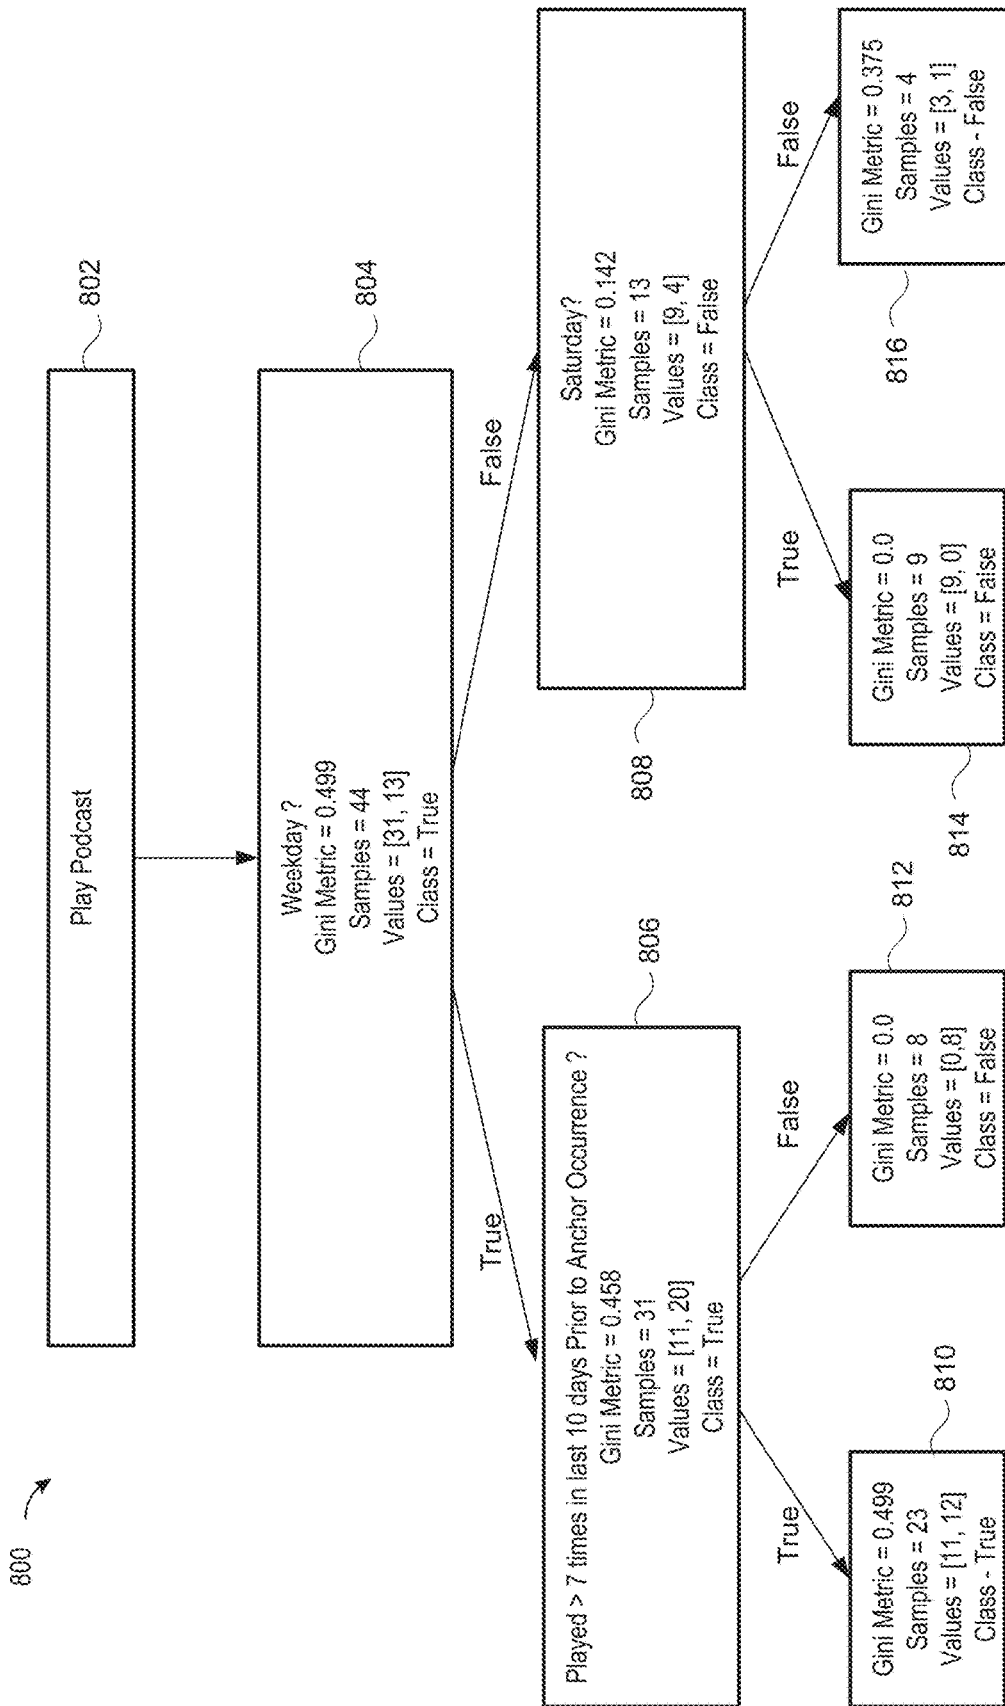 800
Play Podcast
802
Weekday ?
Gini Metric = 0.499
Samples = 44
Values = [31, 13]
Class = True
804
True
False
Played > 7 times in last 10 days Prior to Anchor Occurrence ?
Gini Metric = 0.458
Samples = 31
Values = [11, 20]
Class = True
806
Saturday?
Gini Metric = 0.142
Samples = 13
Values = [9, 4]
Class = False
808
True
False
True
False
Gini Metric = 0.499
Samples = 23
Values = [11, 12]
Class - True
810
Gini Metric = 0.0
Samples = 8
Values = [0,8]
Class = False
812
Gini Metric = 0.0
Samples = 9
Values = [9, 0]
Class = False
814
Gini Metric = 0.375
Samples = 4
Values = [3, 1]
Class - False
816